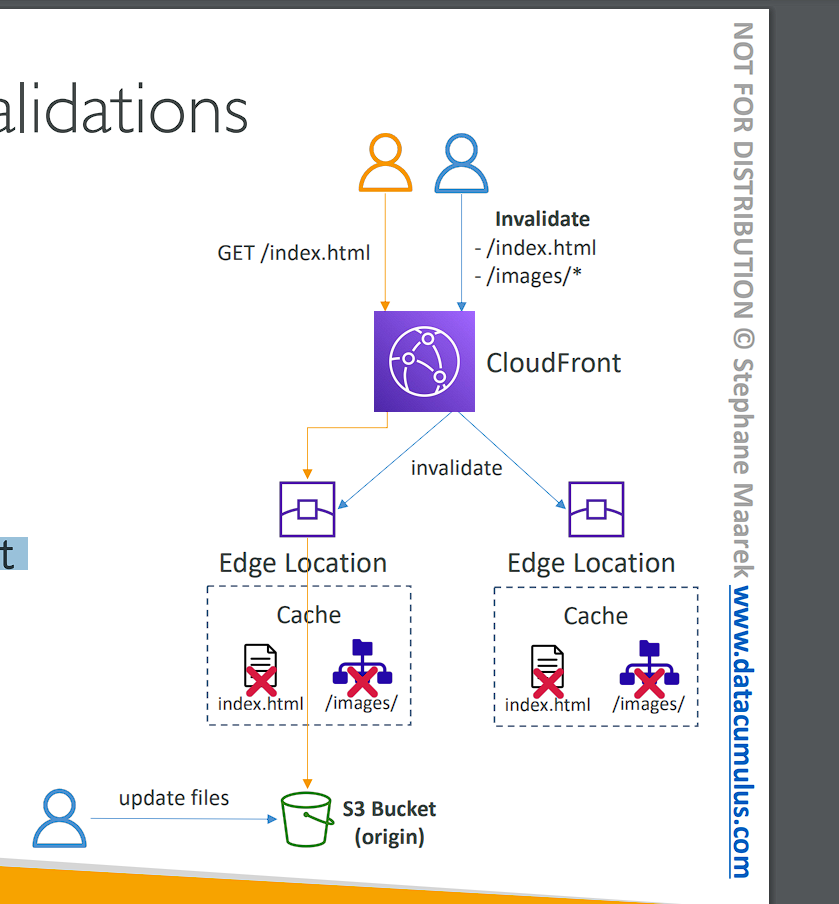 alidations
GET /index.html
Invalidate
- /index.html
- /images/*
CloudFront
invalidate
t
Edge Location
Edge Location
Cache
Cache
index.html
/images/
index.html
/images/
update files
S3 Bucket
(origin)
NOT FOR DISTRIBUTION © Stephane Maarek www.datacumulus.com